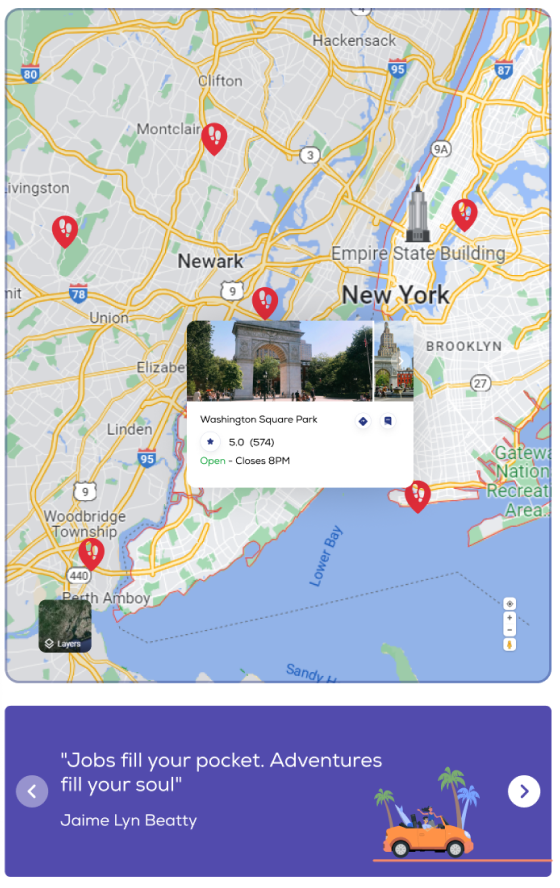 4
Hackensack
80
95
87
Clifton
Montclair
3
9A
Livingston
Empire State Building
Newark
9
78
New York
Union
BROOKLYN
Elizabe
27
Washington Square Park
5.0 (574)
Open - Closes 8PM
Linden
95
Gatewa
Nation
Recreati
Area
9
Woodbridge
Township
440
Perth Amboy
Lower Bay
Layers
+
-
Sandy H
"Jobs fill your pocket. Adventures
fill your soul"
Jaime Lyn Beatty